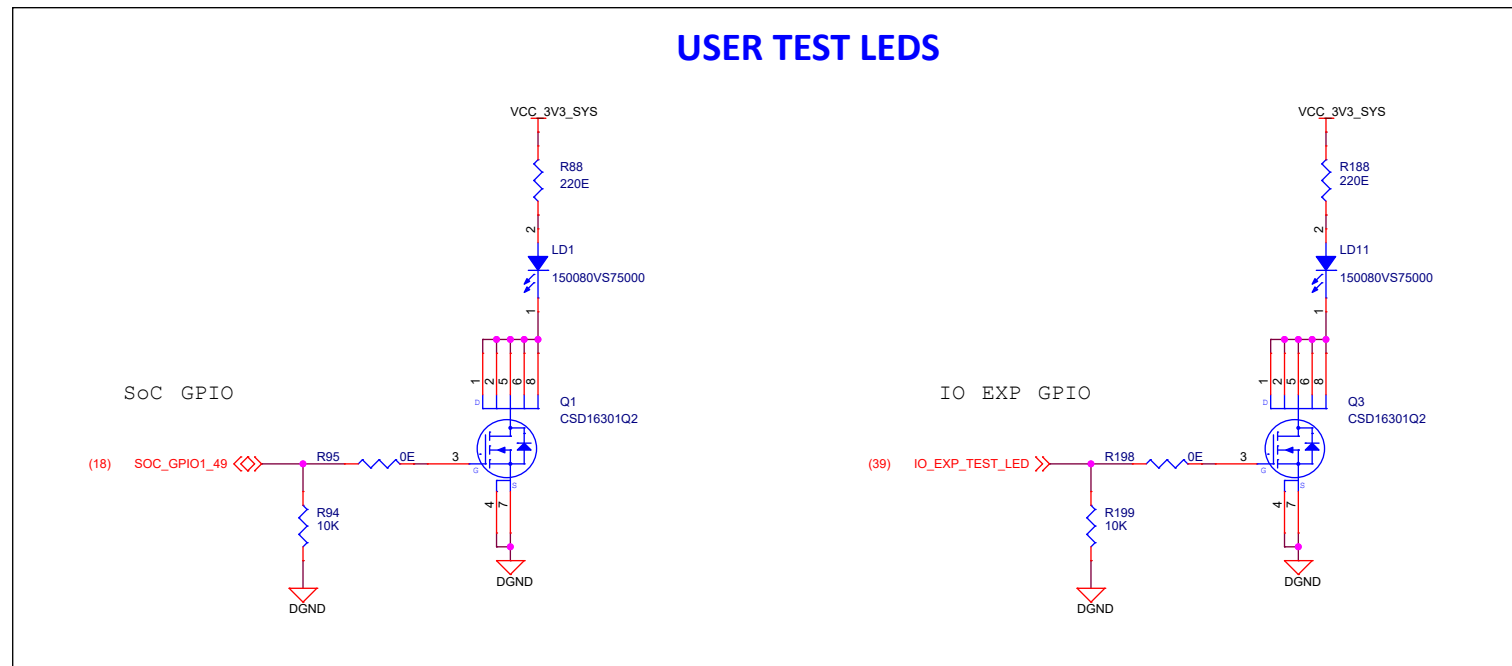 USER TEST LEDS
VCC_3V3_SYS
R88
220E
2
LD1
150080VS75000
1
1 2 5 6 8
D
Q1
CSD16301Q2
SoC GPIO
(18) SOC_GPIO1_49
R95 0E
3
G
S
4 7
R94
10K
DGND
DGND
VCC_3V3_SYS
R188
220E
2
LD11
150080VS75000
1
1 2 5 6 8
D
Q3
CSD16301Q2
IO EXP GPIO
(39) IO_EXP_TEST_LED
R198 0E
3
G
S
4 7
R199
10K
DGND
DGND